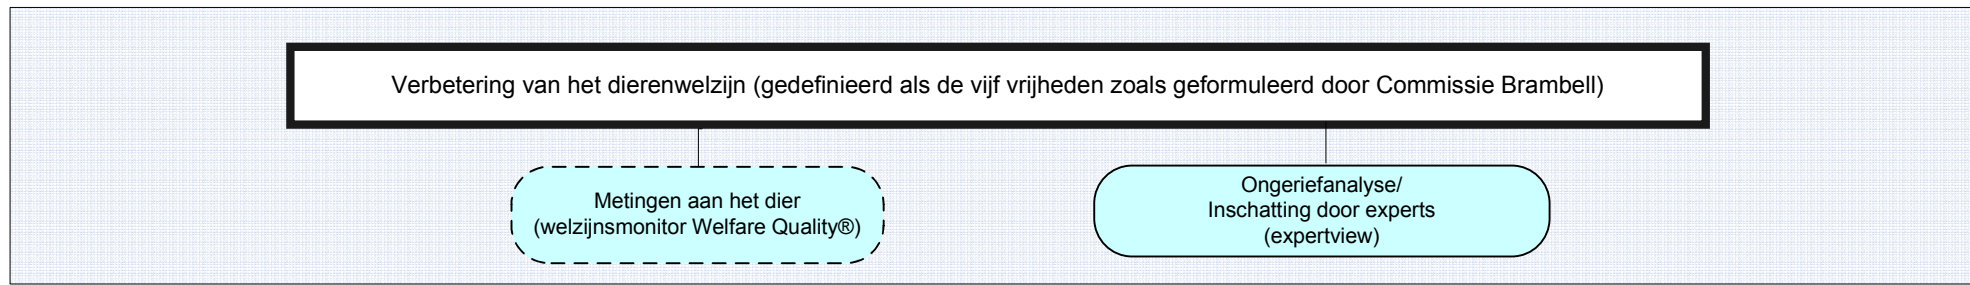 Verbetering van het dierenwelzijn (gedefinieerd als de vijf vrijheden zoals geformuleerd door Commissie Brambell)
Metingen aan het dier
(welzijnsmonitor Welfare Quality®)
Ongeriefanalyse/
Inschatting door experts
(expertview)